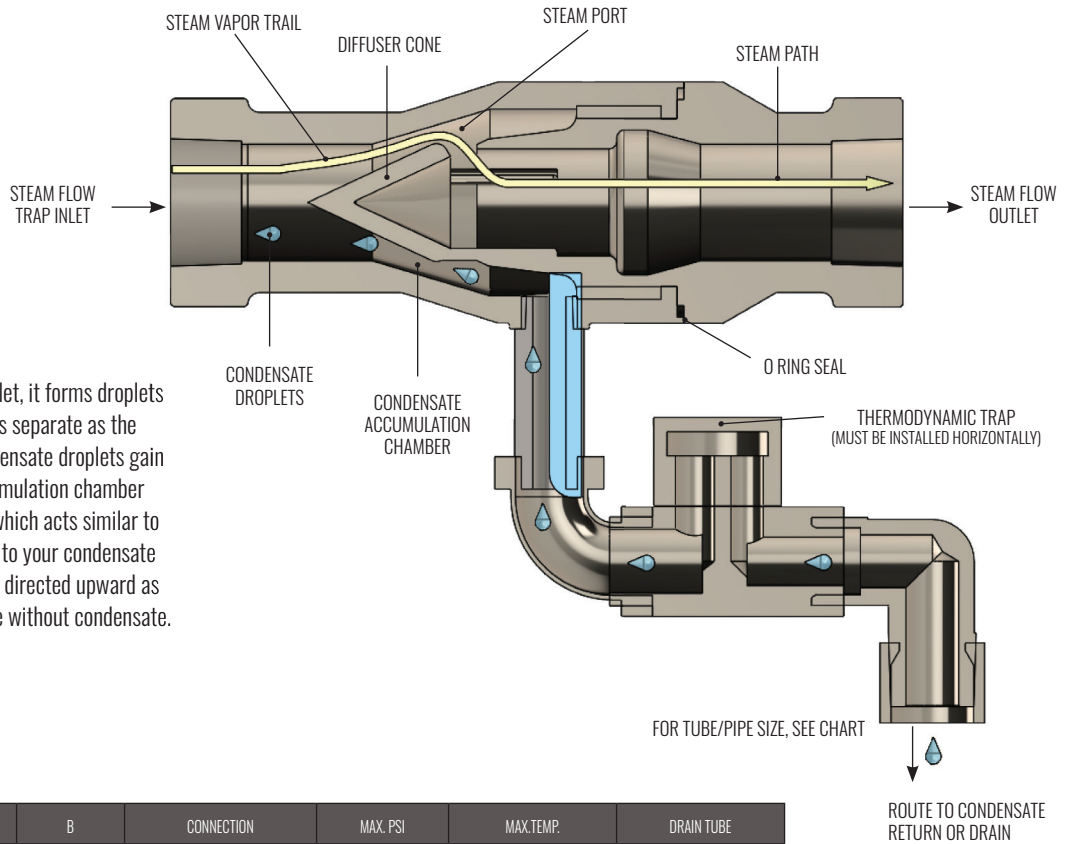 STEAM VAPOR TRAIL
STEAM PORT
DIFFUSER CONE
STEAM PATH
STEAM FLOW
TRAP INLET
STEAM FLOW
OUTLET
CONDENSATE
DROPLETS
CONDENSATE
ACCUMULATION
CHAMBER
O RING SEAL
THERMODYNAMIC TRAP
(MUST BE INSTALLED HORIZONTALLY)
let, it forms droplets
s separate as the
ensate droplets gain
mulation chamber
which acts similar to
to your condensate
directed upward as
e without condensate.
FOR TUBE/PIPE SIZE, SEE CHART
ROUTE TO CONDENSATE
RETURN OR DRAIN
B CONNECTION MAX. PSI MAX.TEMP. DRAIN TUBE